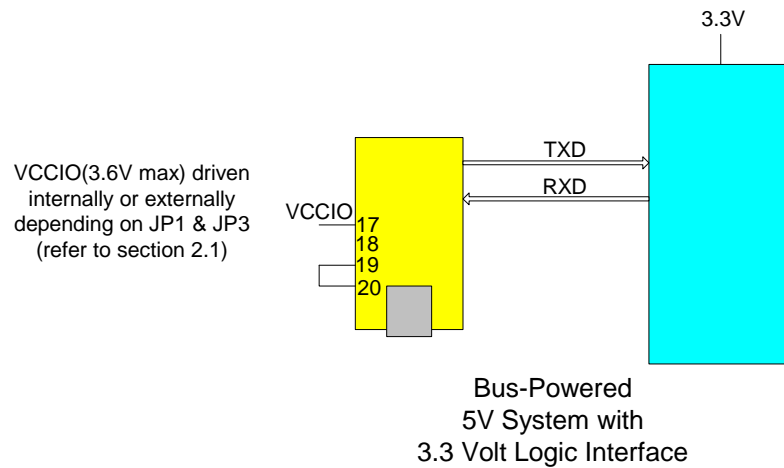 3.3V
TXD
RXD
VCCIO(3.6V max) driven
internally or externally
depending on JP1 & JP3
(refer to section 2.1)
VCCIO
17
18
19
20
Bus-Powered
5V System with
3.3 Volt Logic Interface